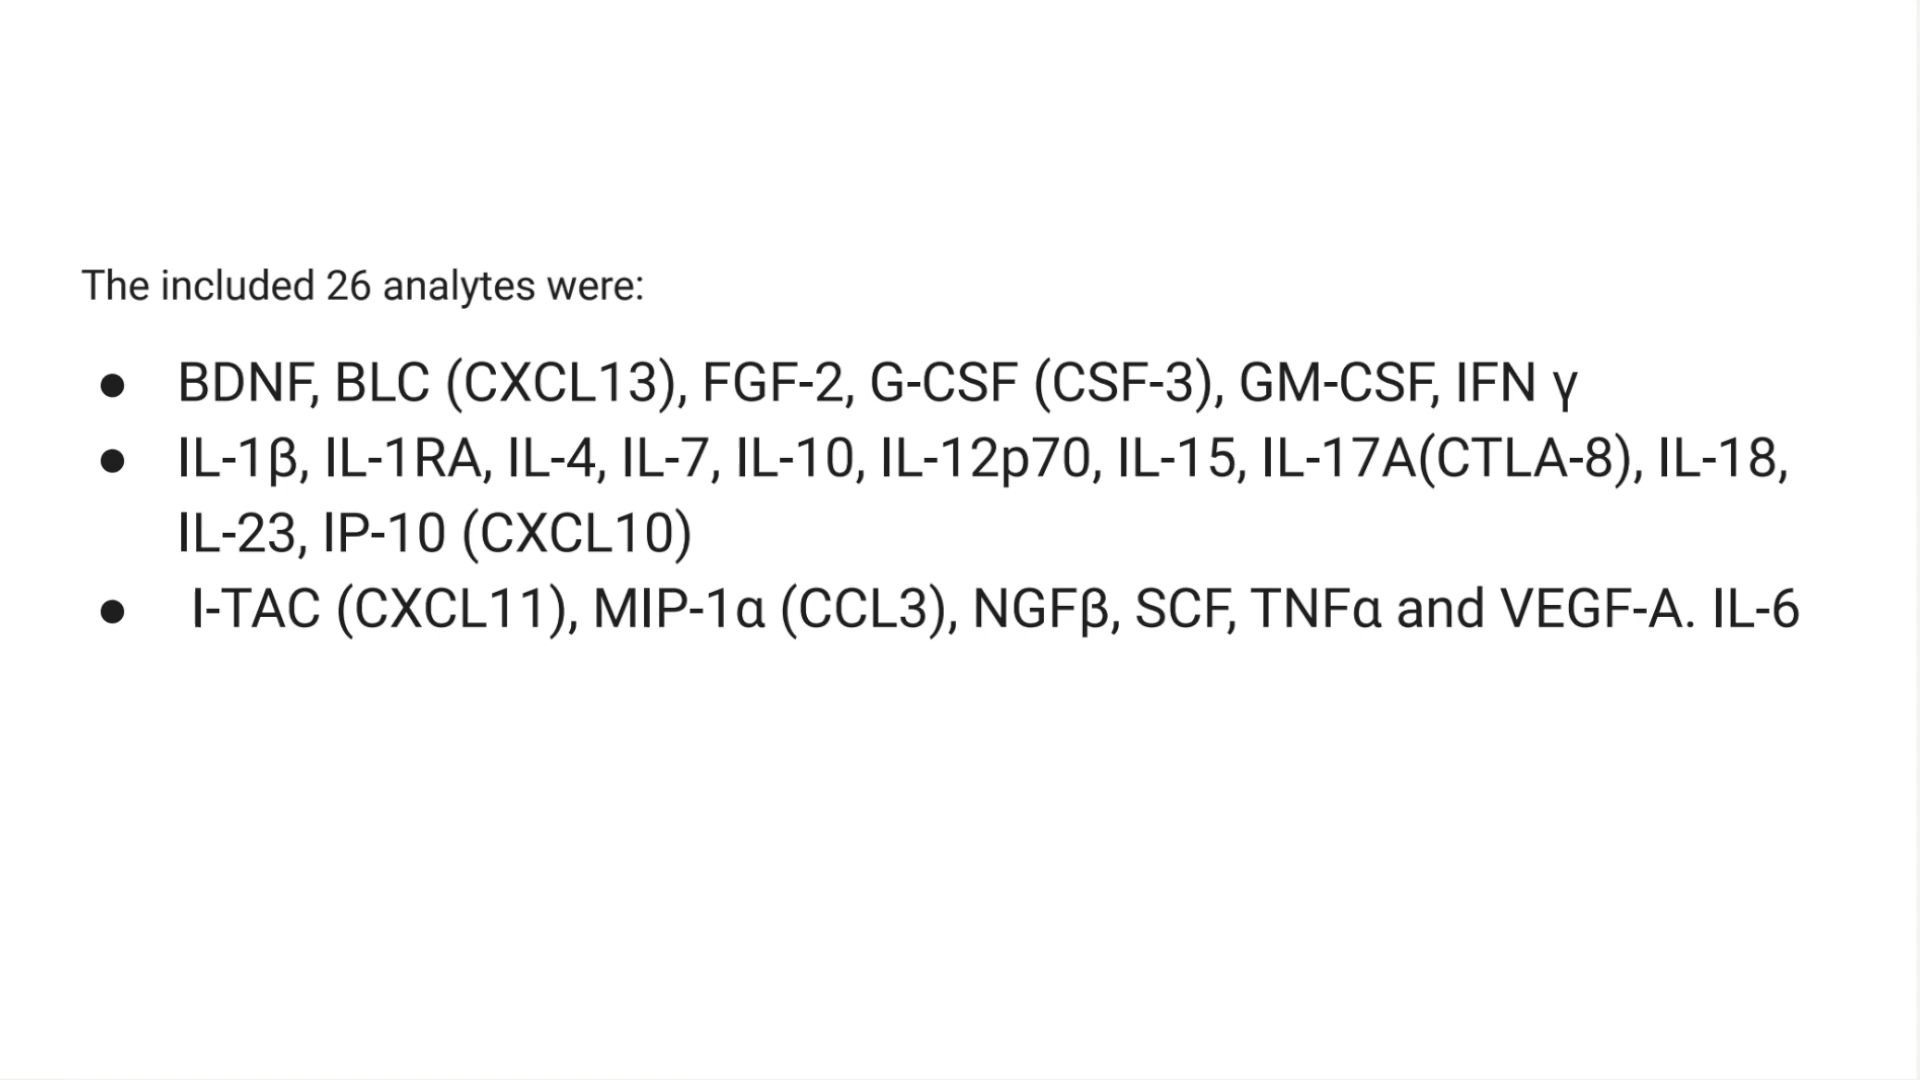 The included 26 analytes were:
● BDNF, BLC (CXCL13), FGF-2, G-CSF (CSF-3), GM-CSF, IFN γ
● IL-1β, IL-1RA, IL-4, IL-7, IL-10, IL-12p70, IL-15, IL-17A(CTLA-8), IL-18,
IL-23, IP-10 (CXCL10)
● I-TAC (CXCL11), MIP-1α (CCL3), NGFβ, SCF, TNFα and VEGF-A. IL-6